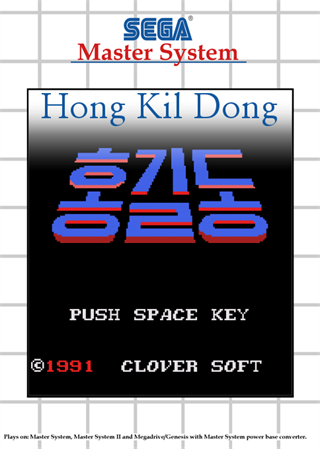 SEGA®
Master System
Hong Kil Dong
홍길동
PUSH SPACE KEY
©1991 CLOVER SOFT
Plays on: Master System, Master System II and Megadrive/Genesis with Master System power base converter.